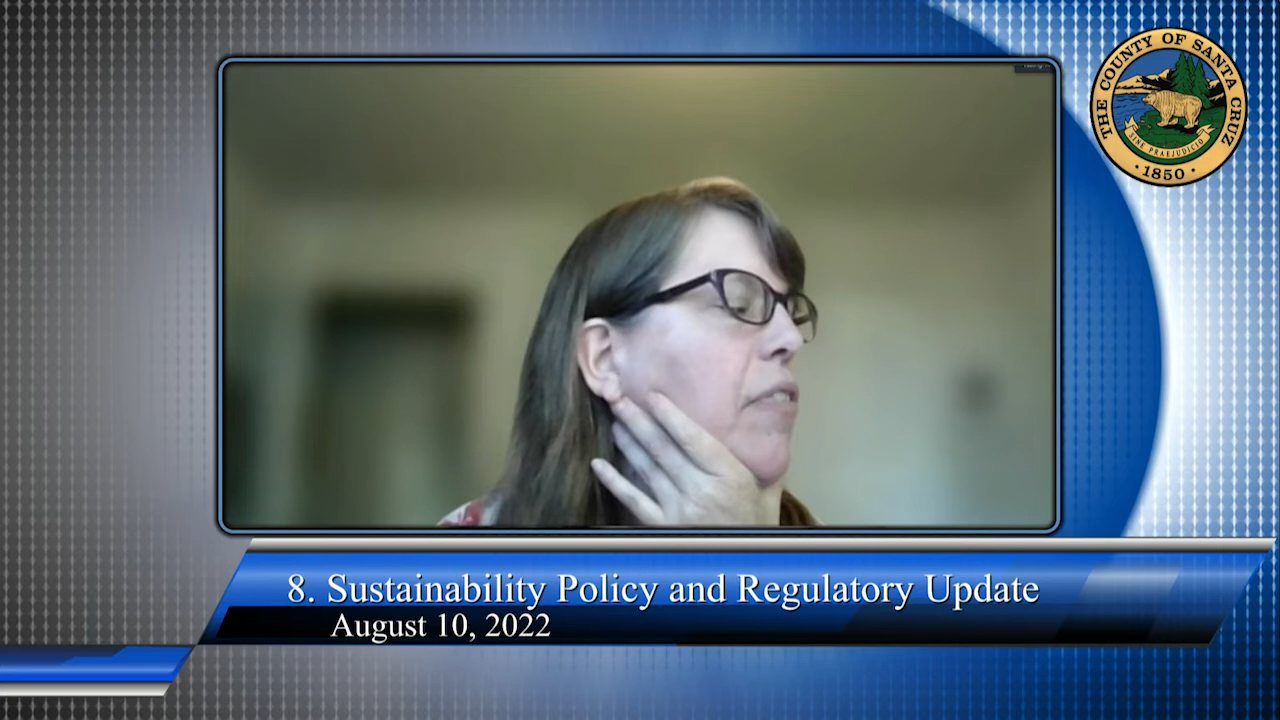 THE COUNTY OF SANTA CRUZ
SINE PRAEJUDICIO
· 1850 ·
8. Sustainability Policy and Regulatory Update
August 10, 2022